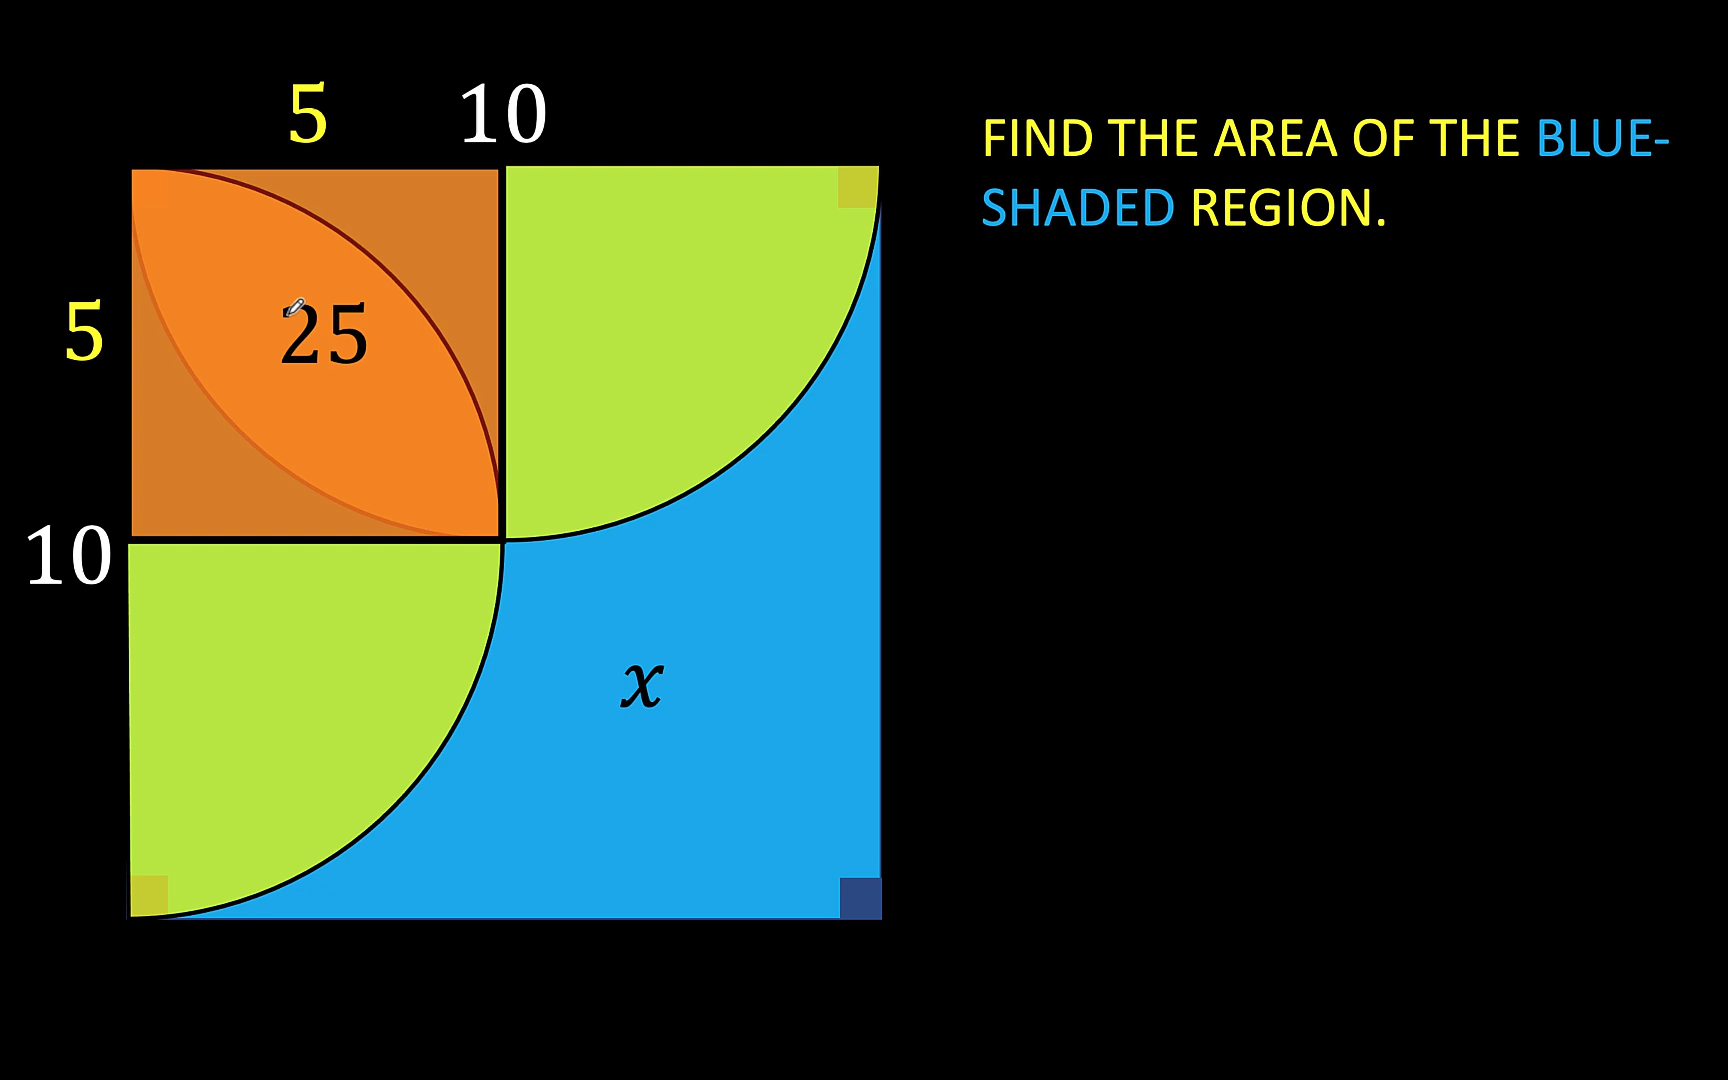 5 10
FIND THE AREA OF THE BLUE-
SHADED REGION.
5
25
10
x